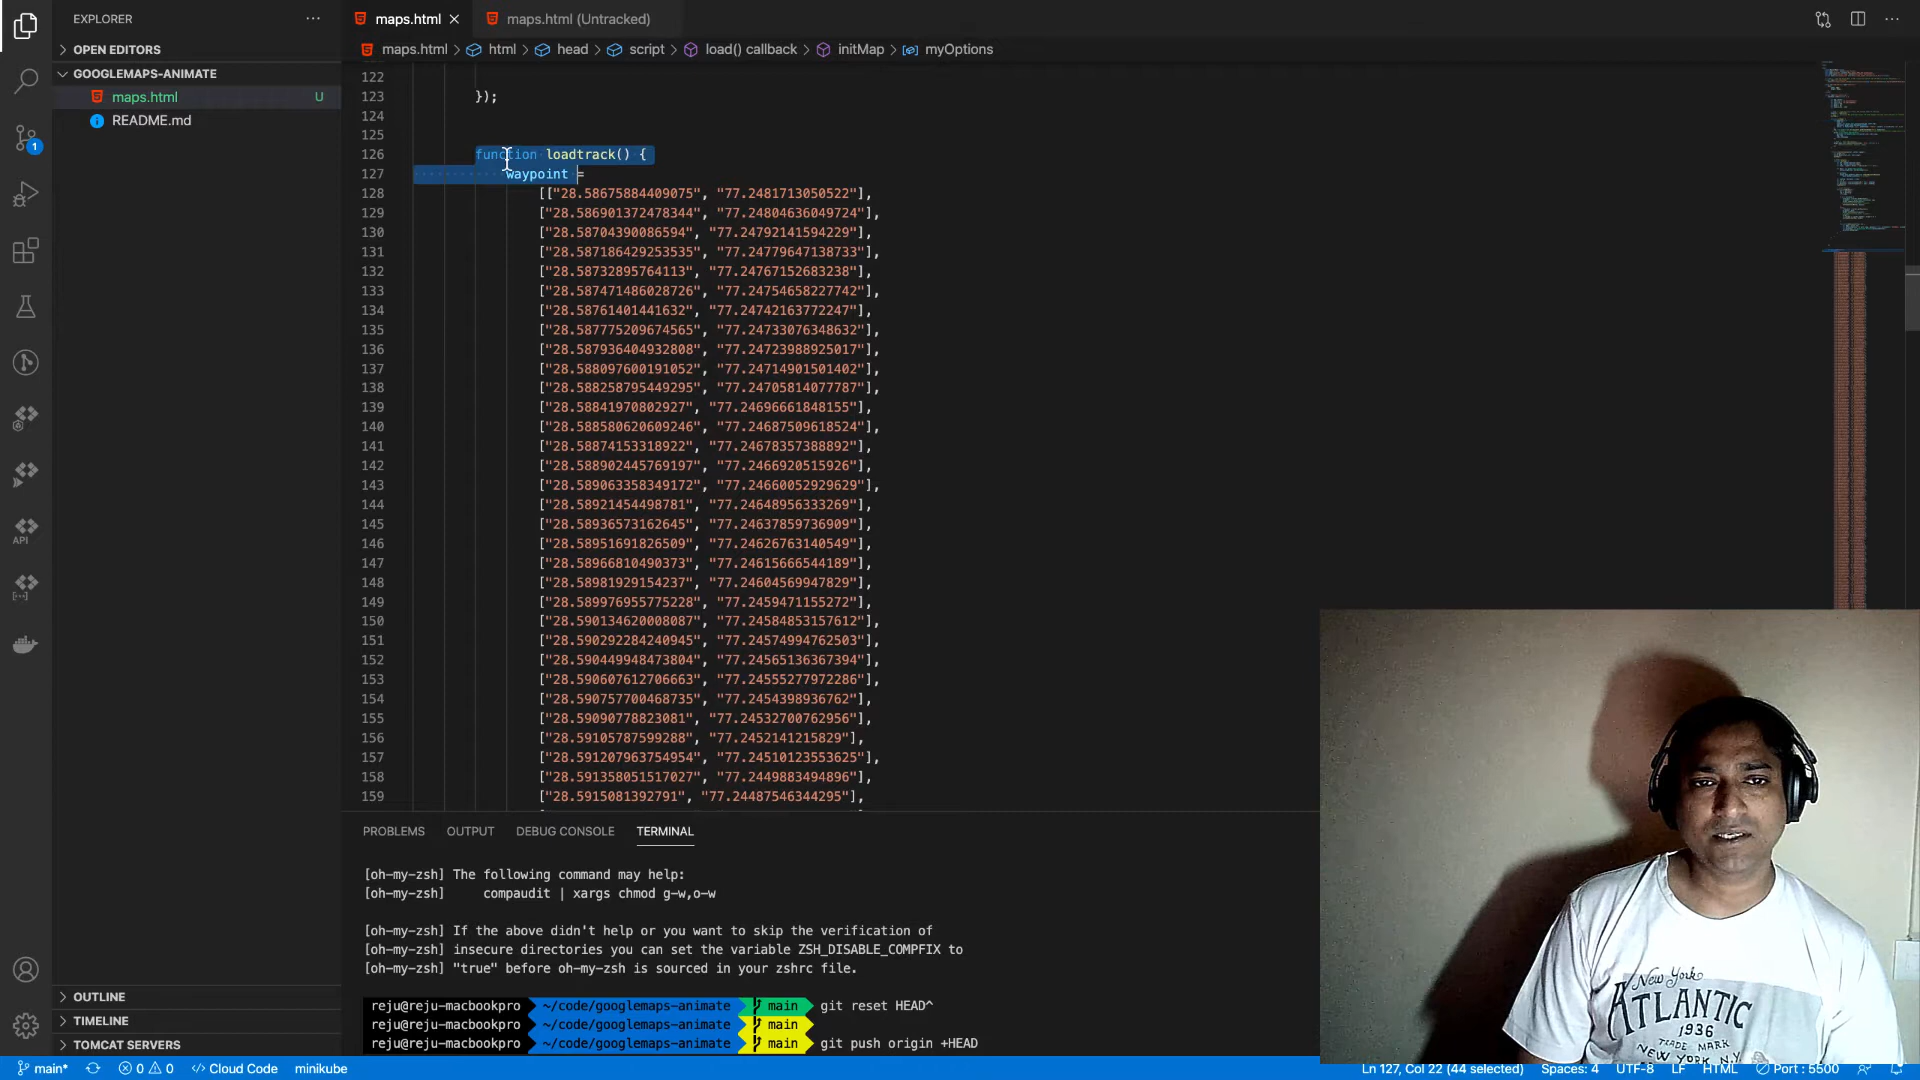 EXPLORER
maps.html
maps.html (Untracked)
OPEN EDITORS
maps.html > html > head > script > load() callback > initMap > myOptions
GOOGLEMAPS-ANIMATE
maps.html U
README.md
1
122
123 });
124
125
126 function loadtrack() {
127 waypoint =
128 [["28.58675884409075", "77.2481713050522"],
129 ["28.586901372478344", "77.24804636049724"],
130 ["28.58704390086594", "77.24792141594229"],
131 ["28.587186429253535", "77.24779647138733"],
132 ["28.58732895764113", "77.24767152683238"],
133 ["28.587471486028726", "77.24754658227742"],
134 ["28.58761401441632", "77.24742163772247"],
135 ["28.587775209674565", "77.24733076348632"],
136 ["28.587936404932808", "77.24723988925017"],
137 ["28.588097600191052", "77.24714901501402"],
138 ["28.588258795449295", "77.24705814077787"],
139 ["28.58841970802927", "77.24696661848155"],
140 ["28.588580620609246", "77.24687509618524"],
141 ["28.58874153318922", "77.24678357388892"],
142 ["28.588902445769197", "77.2466920515926"],
143 ["28.589063358349172", "77.24660052929629"],
144 ["28.58921454498781", "77.24648956333269"],
145 ["28.58936573162645", "77.24637859736909"],
146 ["28.58951691826509", "77.24626763140549"],
147 ["28.58966810490373", "77.24615666544189"],
148 ["28.58981929154237", "77.24604569947829"],
149 ["28.589976955775228", "77.2459471155272"],
150 ["28.590134620008087", "77.24584853157612"],
151 ["28.590292284240945", "77.24574994762503"],
152 ["28.590449948473804", "77.24565136367394"],
153 ["28.590607612706663", "77.24555277972286"],
154 ["28.590757700468735", "77.2454398936762"],
155 ["28.59090778823081", "77.24532700762956"],
156 ["28.59105787599288", "77.2452141215829"],
157 ["28.591207963754954", "77.24510123553625"],
158 ["28.591358051517027", "77.2449883494896"],
159 ["28.5915081392791", "77.24487546344295"],
PROBLEMS OUTPUT DEBUG CONSOLE TERMINAL
[oh-my-zsh] The following command may help:
[oh-my-zsh] compaudit | xargs chmod g-w,o-w
[oh-my-zsh] If the above didn't help or you want to skip the verification of
[oh-my-zsh] insecure directories you can set the variable ZSH_DISABLE_COMPFIX to
[oh-my-zsh] "true" before oh-my-zsh is sourced in your zshrc file.
reju@reju-macbookpro ~/code/googlemaps-animate main git reset HEAD^
reju@reju-macbookpro ~/code/googlemaps-animate main
reju@reju-macbookpro ~/code/googlemaps-animate main git push origin +HEAD
API
OUTLINE
TIMELINE
TOMCAT SERVERS
New York
ATLANTIC
1936
TRADE MARK
NEW YORK N.Y
main* 0 0 Cloud Code minikube Ln 127, Col 22 (44 selected) Spaces: 4 UTF-8 LF HTML Port : 5500